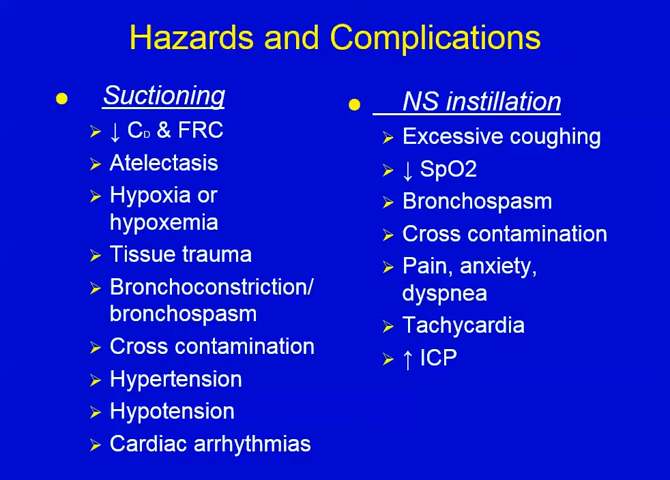 Hazards and Complications
Suctioning
↓ CD & FRC
Atelectasis
Hypoxia or
hypoxemia
Tissue trauma
Bronchoconstriction/
bronchospasm
Cross contamination
Hypertension
Hypotension
Cardiac arrhythmias
NS instillation
Excessive coughing
↓ SpO2
Bronchospasm
Cross contamination
Pain, anxiety,
dyspnea
Tachycardia
↑ ICP